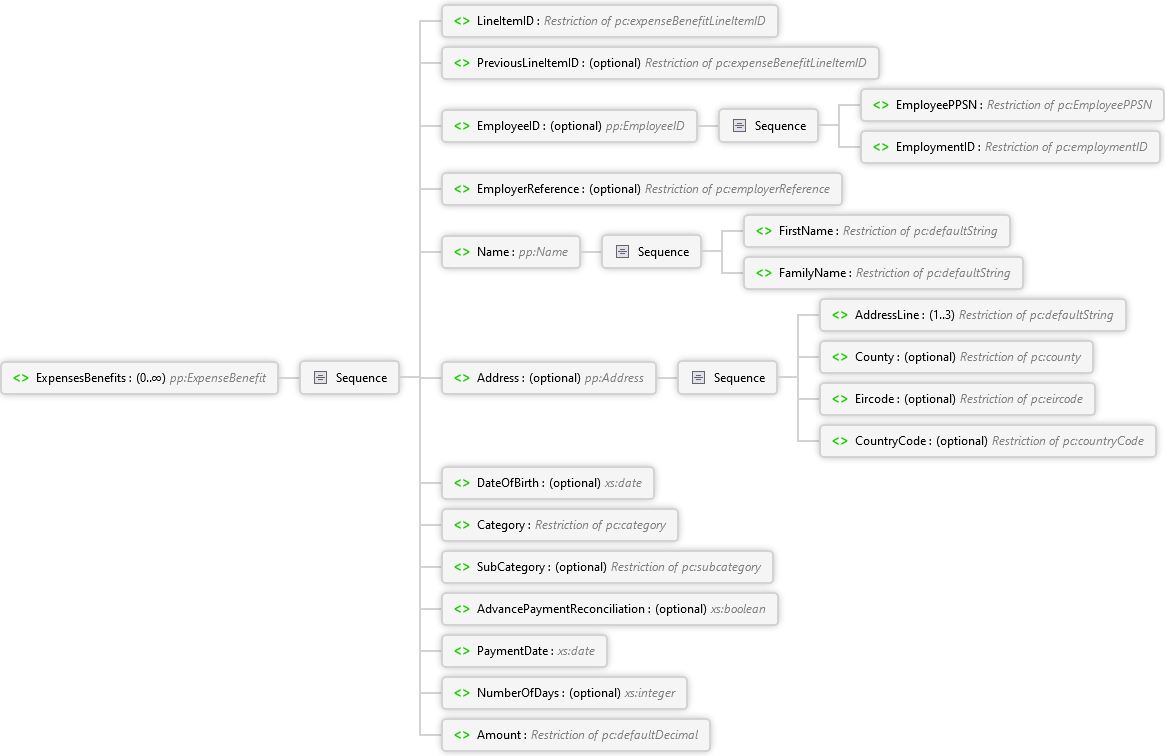 <> LineItemID : Restriction of pc:expenseBenefitLineItemID
<> PreviousLineItemID : (optional) Restriction of pc:expenseBenefitLineItemID
<> EmployeePPSN : Restriction of pc:EmployeePPSN
<> EmployeeID : (optional) pp:EmployeeID
Sequence
<> EmploymentID : Restriction of pc:employmentID
<> EmployerReference : (optional) Restriction of pc:employerReference
<> FirstName : Restriction of pc:defaultString
<> Name : pp:Name
Sequence
<> FamilyName : Restriction of pc:defaultString
<> AddressLine : (1..3) Restriction of pc:defaultString
<> County : (optional) Restriction of pc:county
<> ExpensesBenefits : (0..∞) pp:ExpenseBenefit
Sequence
<> Address : (optional) pp:Address
Sequence
<> Eircode : (optional) Restriction of pc:eircode
<> CountryCode : (optional) Restriction of pc:countryCode
<> DateOfBirth : (optional) xs:date
<> Category : Restriction of pc:category
<> SubCategory : (optional) Restriction of pc:subcategory
<> AdvancePaymentReconciliation : (optional) xs:boolean
<> PaymentDate : xs:date
<> NumberOfDays : (optional) xs:integer
<> Amount : Restriction of pc:defaultDecimal